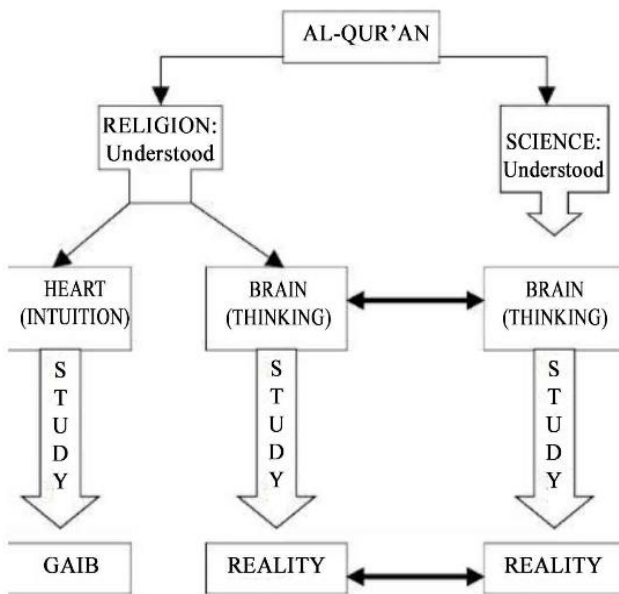 AL-QUR'AN
RELIGION:
Understood
SCIENCE:
Understood
HEART
(INTUITION)
BRAIN
(THINKING)
BRAIN
(THINKING)
S
T
U
D
Y
S
T
U
D
Y
S
T
U
D
Y
GAIB
REALITY
REALITY